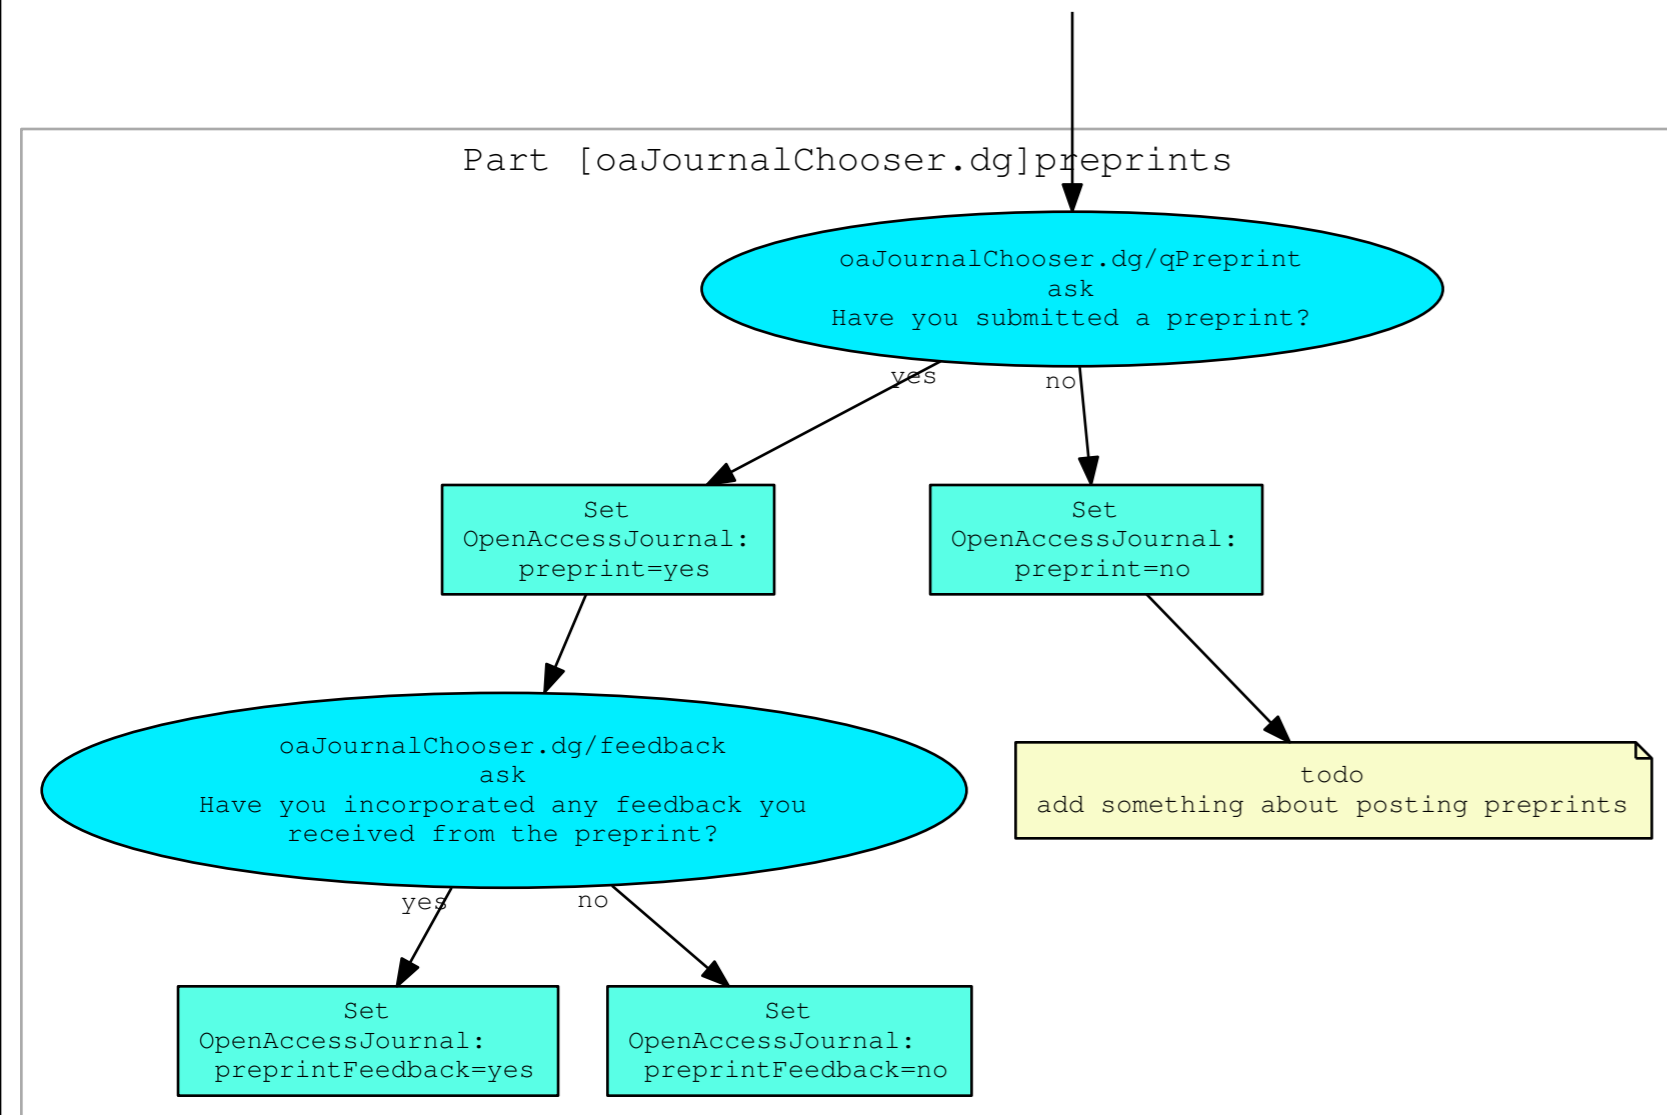 Part [oaJournalChooser.dg]preprints
oaJournalChooser.dg/qPreprint
ask
Have you submitted a preprint?
yes
no
Set
OpenAccessJournal:
preprint=yes
Set
OpenAccessJournal:
preprint=no
oaJournalChooser.dg/feedback
ask
Have you incorporated any feedback you
received from the preprint?
todo
add something about posting preprints
yes
no
Set
OpenAccessJournal:
preprintFeedback=yes
Set
OpenAccessJournal:
preprintFeedback=no